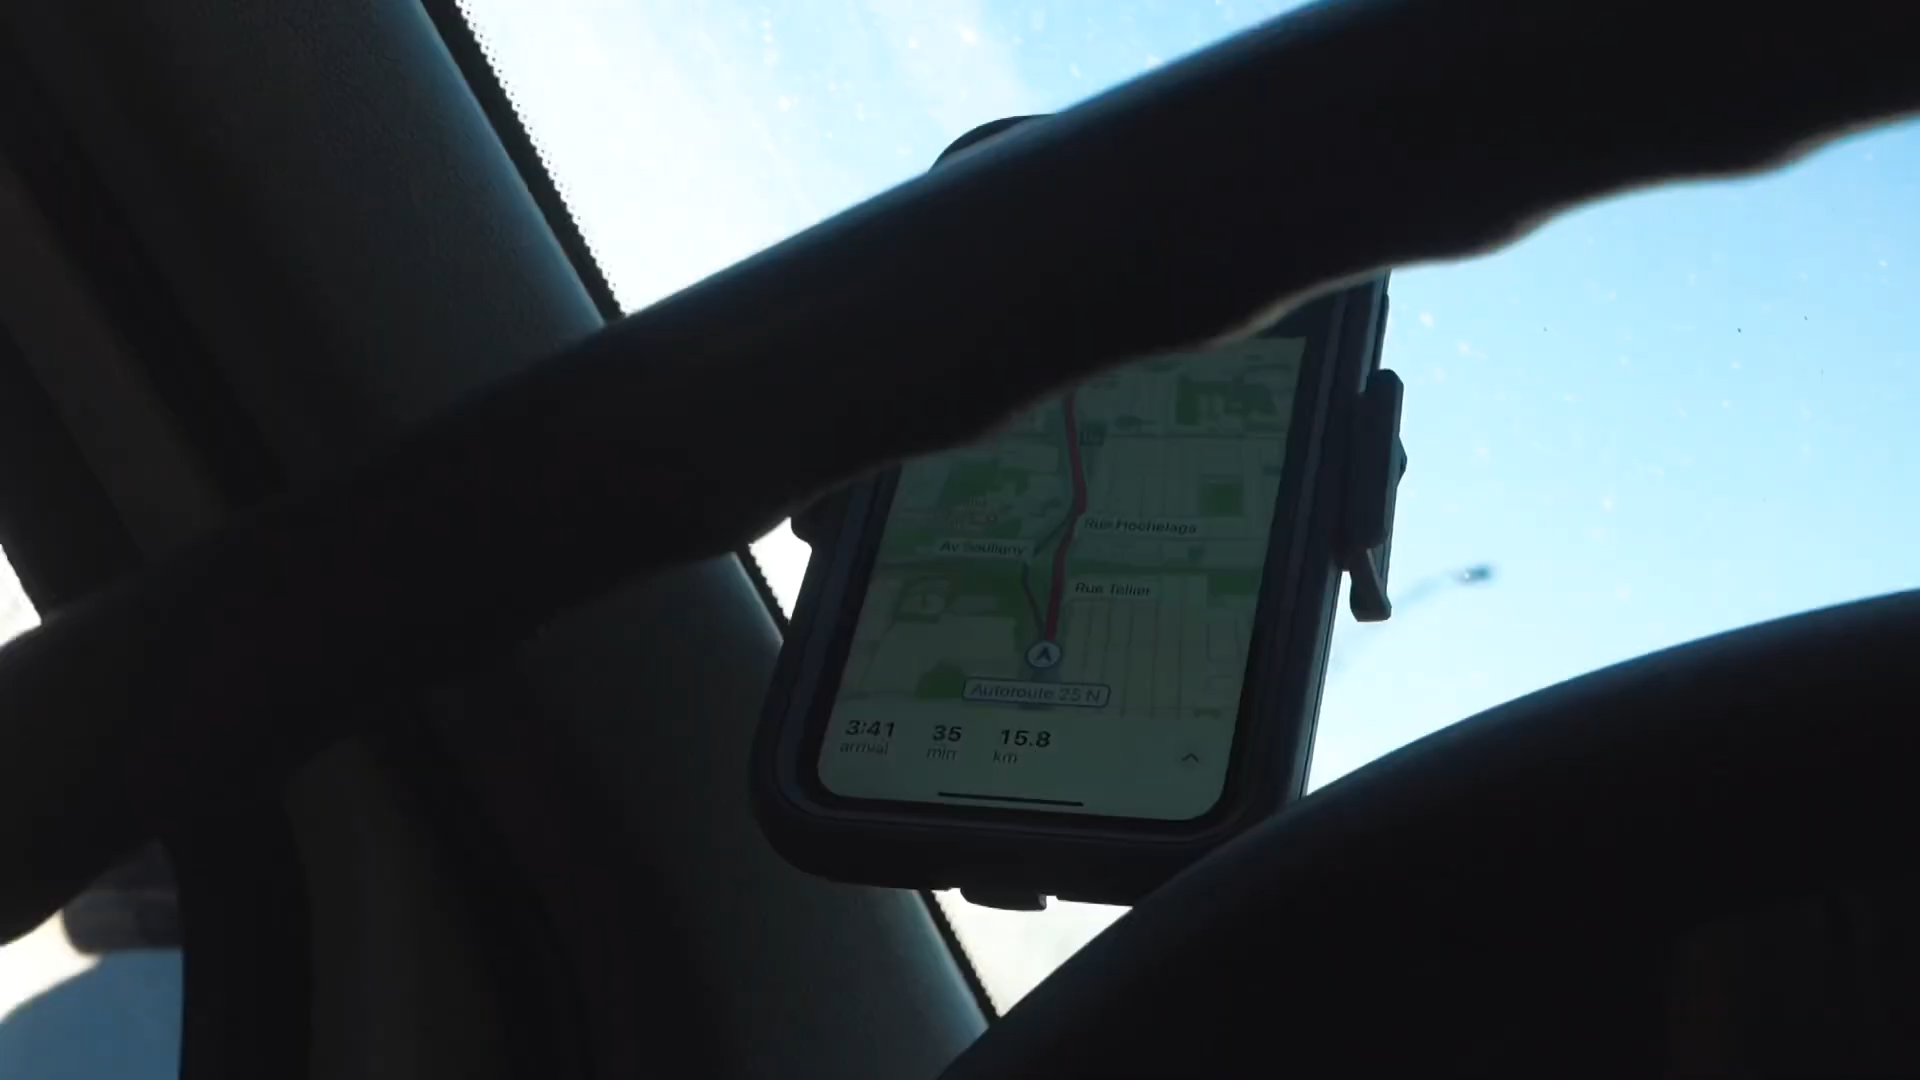 Rue Hochelaga
Av Souligny
Rue Tellier
Autoroute 25 N
3:41 35 15.8
arrival min km